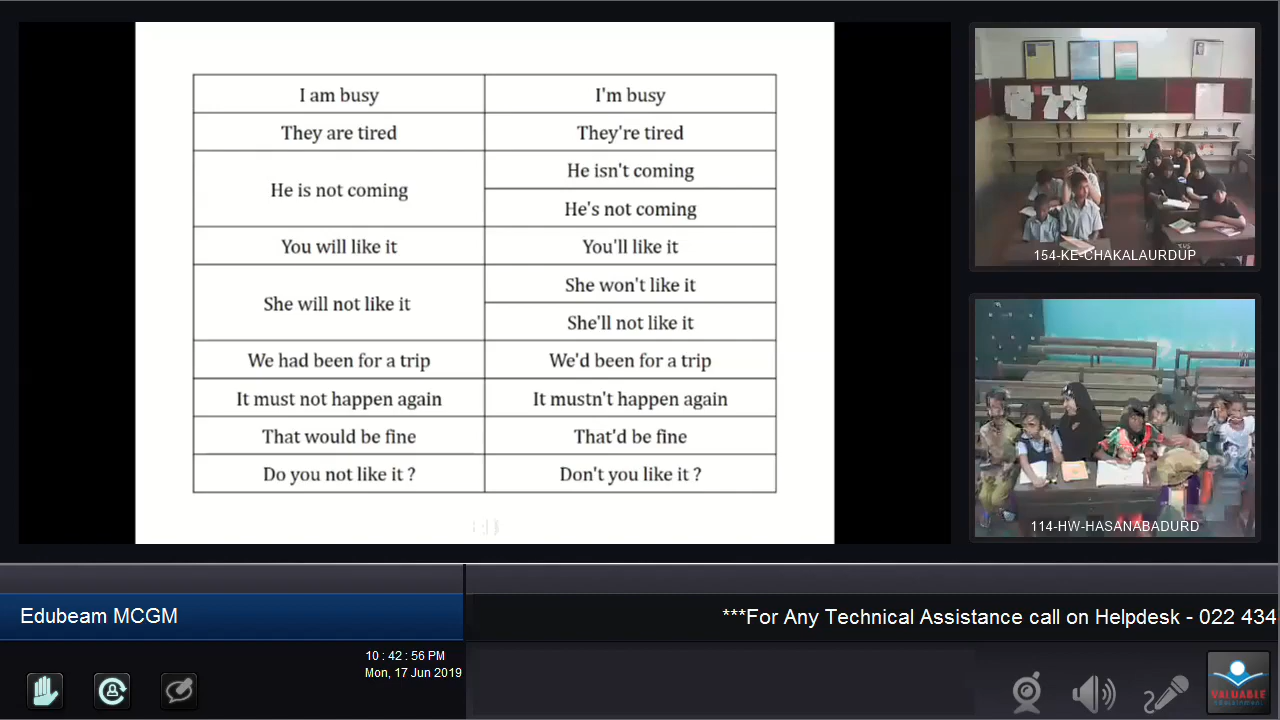 I am busy
I'm busy
They are tired
They're tired
He is not coming
He isn't coming
He's not coming
You will like it
You'll like it
She will not like it
She won't like it
She'll not like it
We had been for a trip
We'd been for a trip
It must not happen again
It mustn't happen again
That would be fine
That'd be fine
Do you not like it ?
Don't you like it ?
154-KE-CHAKALAURDUP
114-HW-HASANABADURD
Edubeam MCGM
***For Any Technical Assistance call on Helpdesk - 022 434
10 : 42 : 56 PM
Mon, 17 Jun 2019
VALUABLE